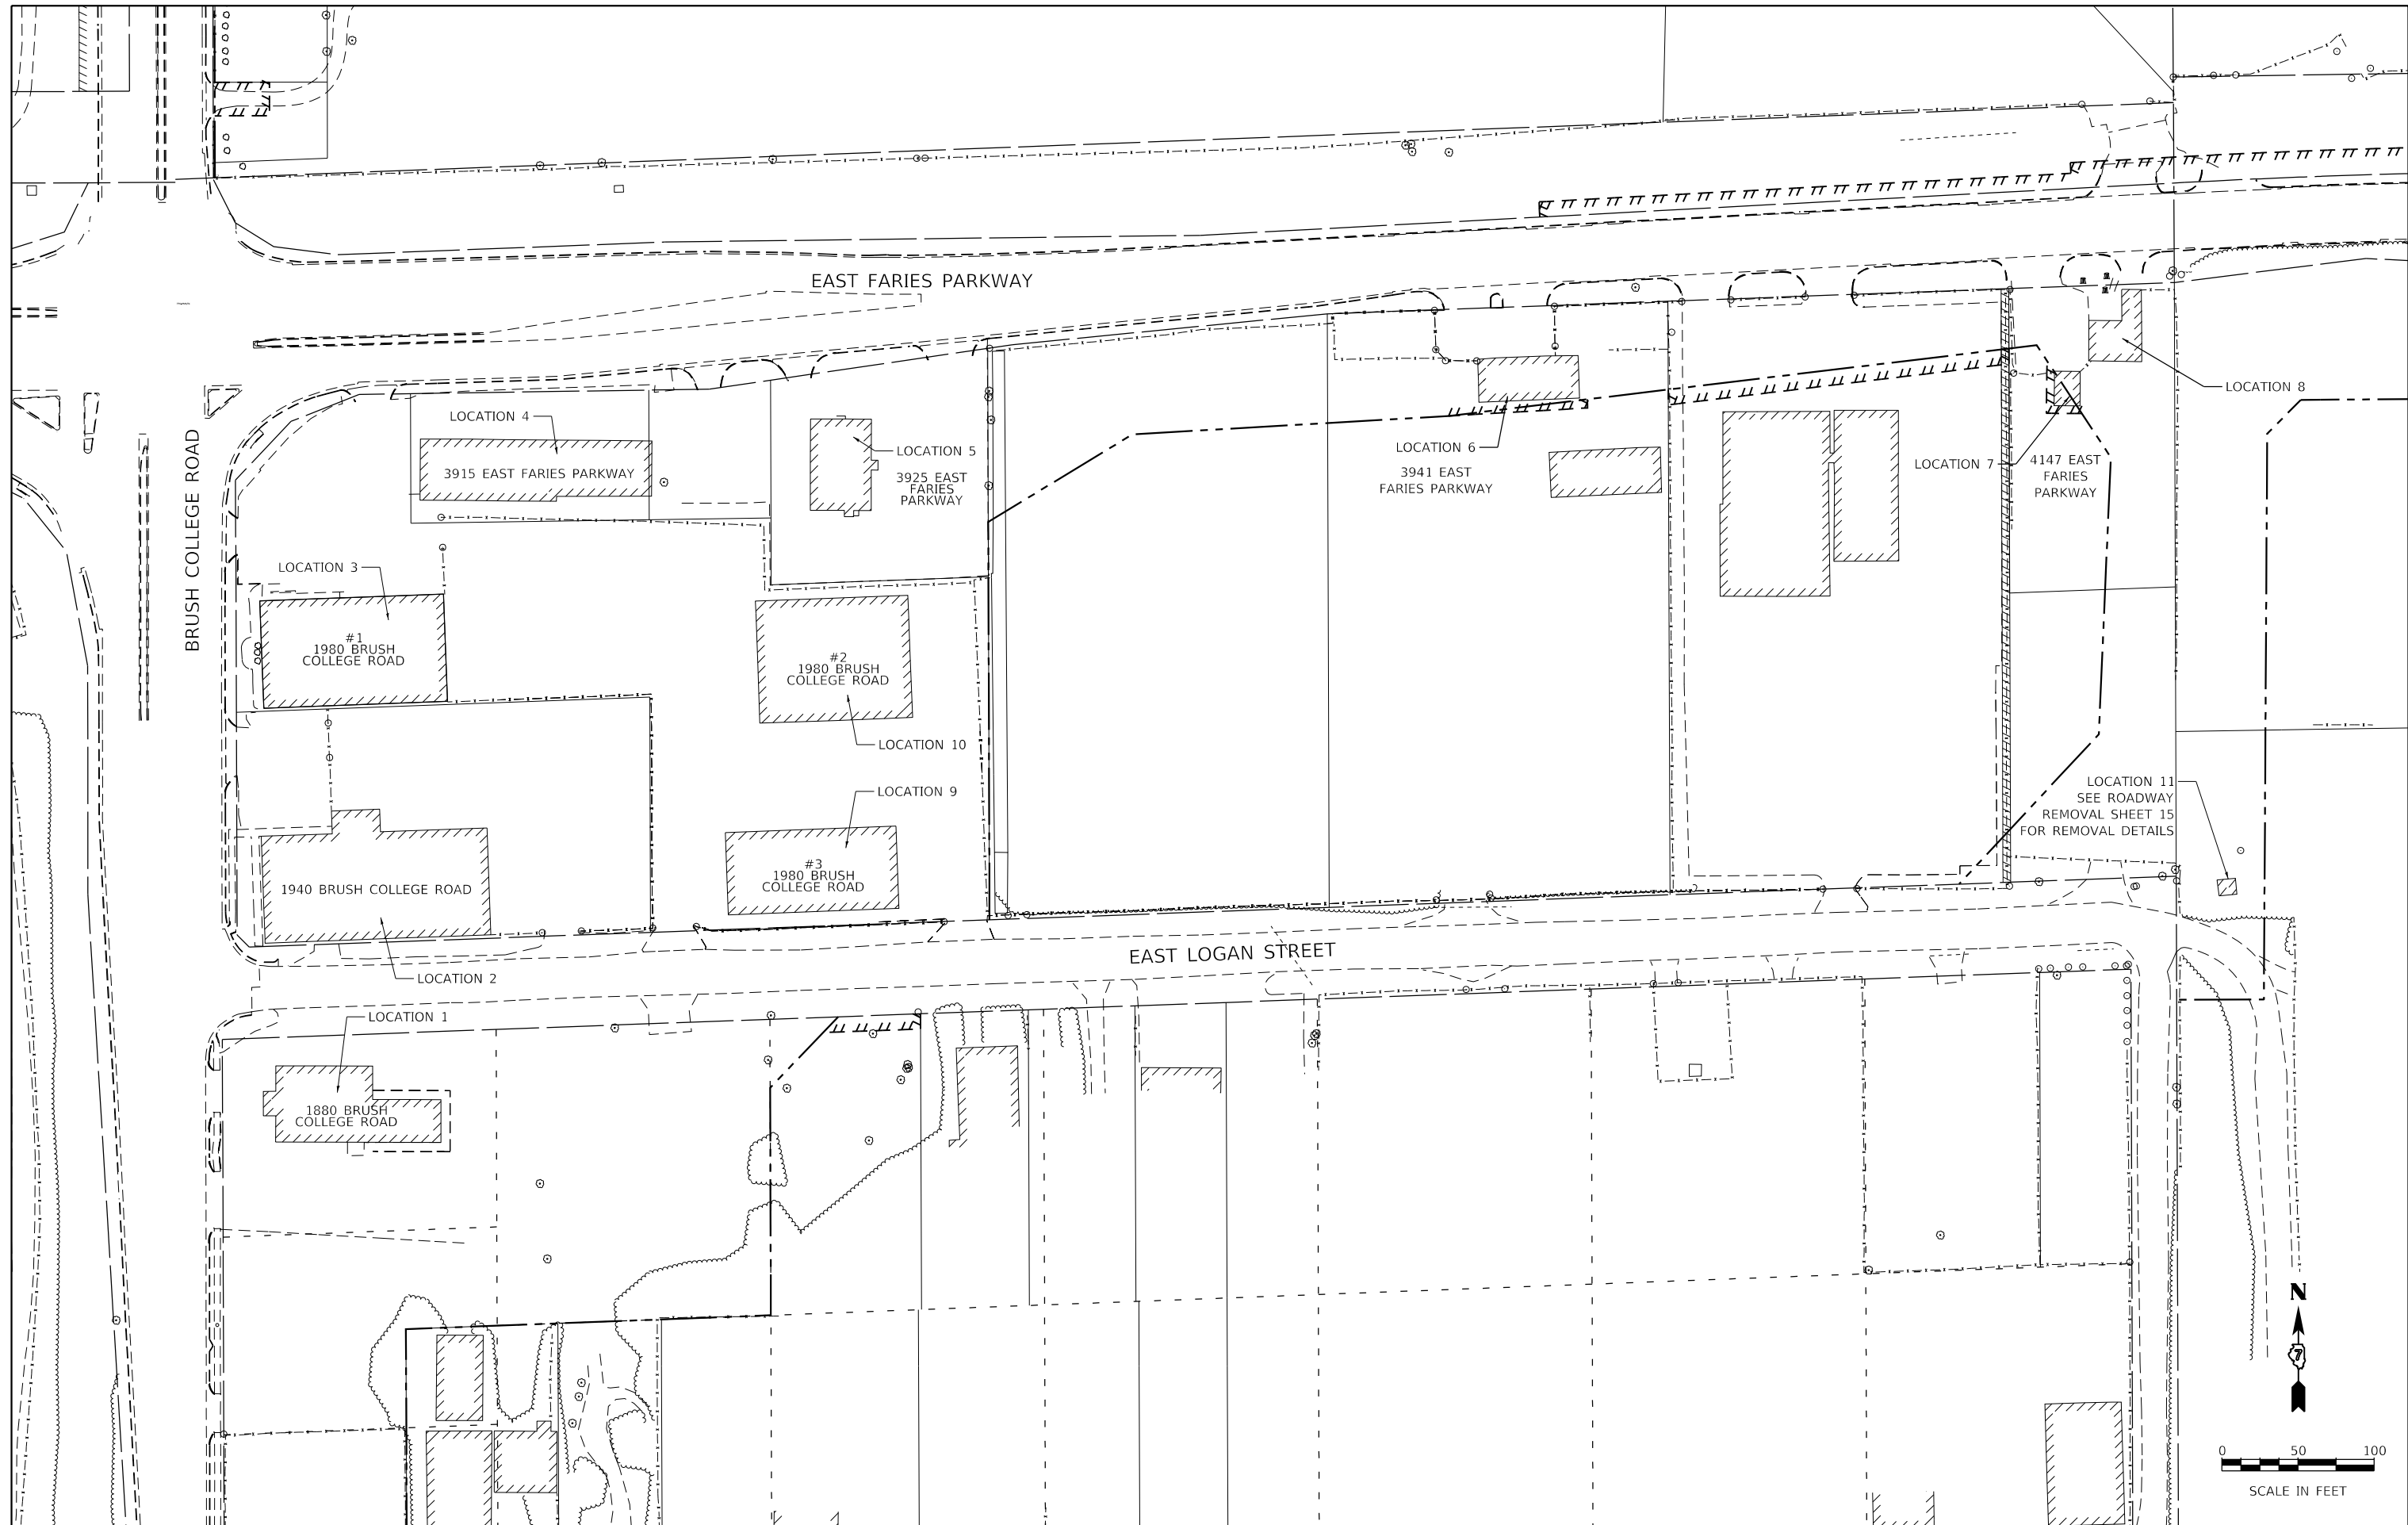 EAST FARIES PARKWAY
BRUSH COLLEGE ROAD
LOCATION 4
3915 EAST FARIES PARKWAY
LOCATION 5
3925 EAST
FARIES
PARKWAY
LOCATION 6
3941 EAST
FARIES PARKWAY
LOCATION 8
LOCATION 7
4147 EAST
FARIES
PARKWAY
LOCATION 3
#1
1980 BRUSH
COLLEGE ROAD
#2
1980 BRUSH
COLLEGE ROAD
LOCATION 10
LOCATION 9
#3
1980 BRUSH
COLLEGE ROAD
LOCATION 11
SEE ROADWAY
REMOVAL SHEET 15
FOR REMOVAL DETAILS
1940 BRUSH COLLEGE ROAD
LOCATION 2
EAST LOGAN STREET
LOCATION 1
1880 BRUSH
COLLEGE ROAD
N
7
0 50 100
SCALE IN FEET